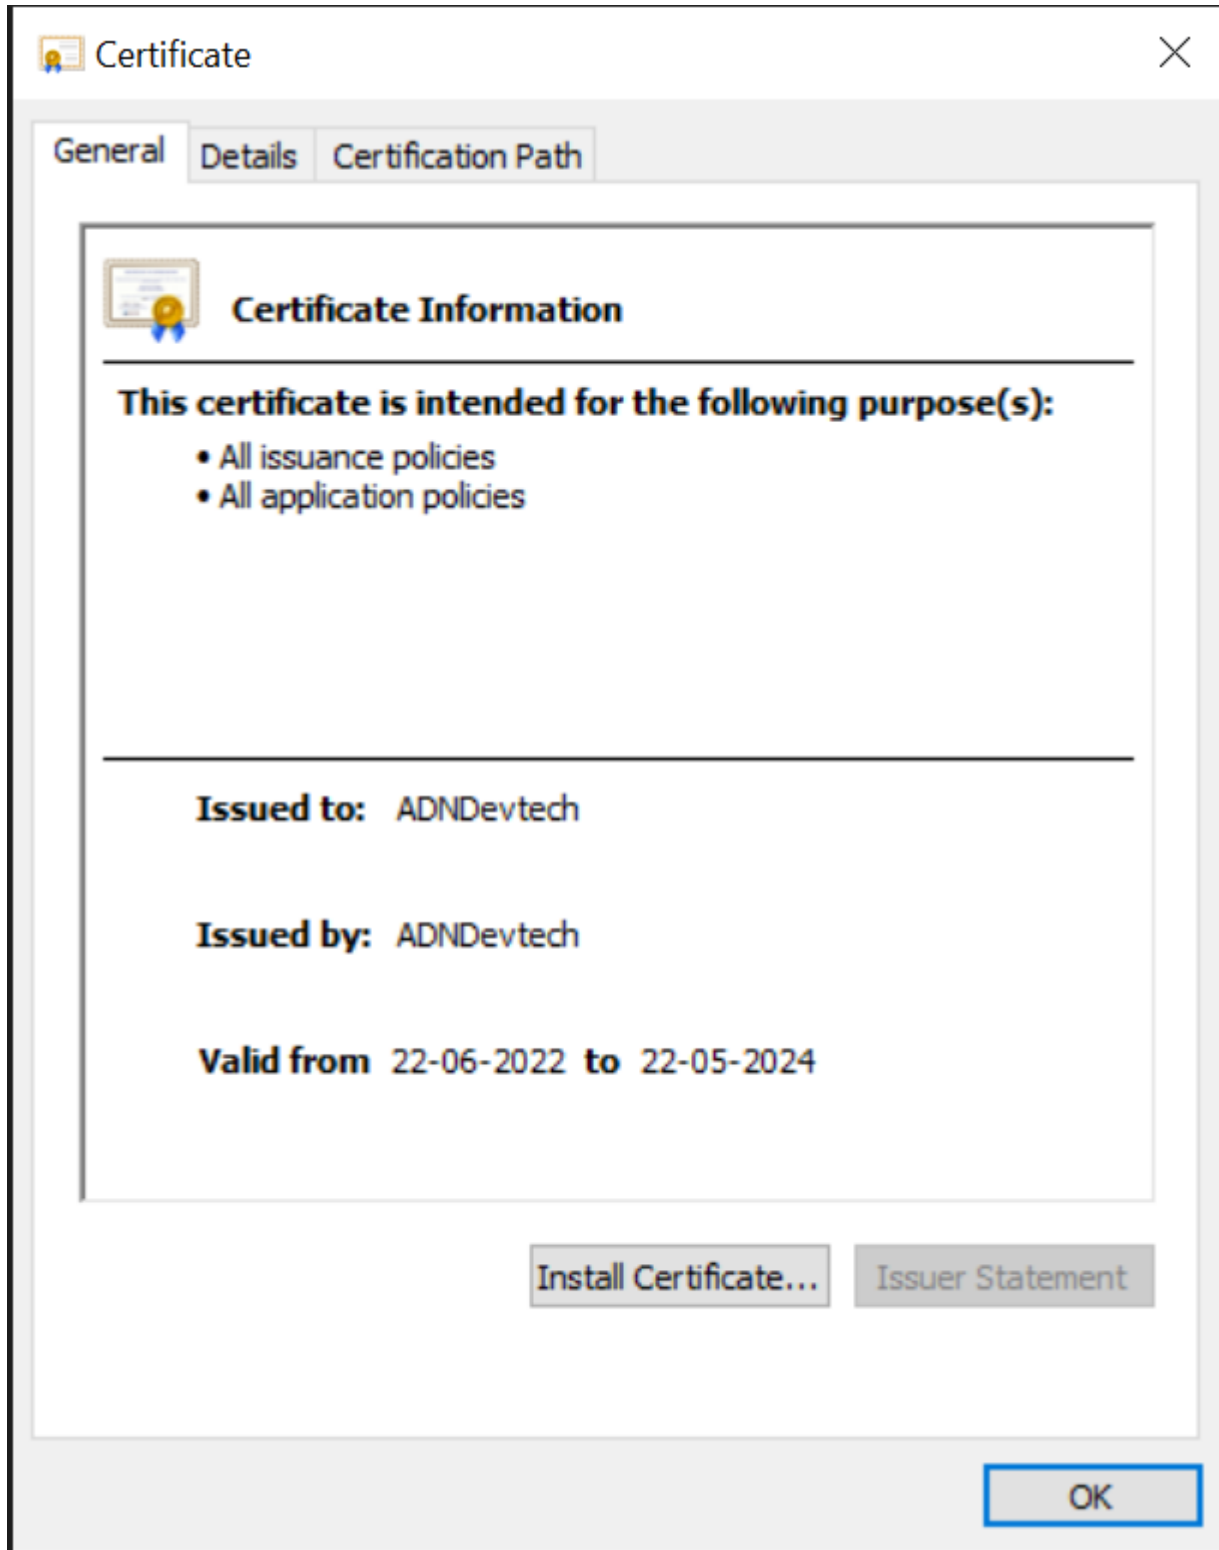 Certificate
General Details Certification Path
Certificate Information
This certificate is intended for the following purpose(s):
• All issuance policies
• All application policies
Issued to: ADNDevtech
Issued by: ADNDevtech
Valid from 22-06-2022 to 22-05-2024
Install Certificate... Issuer Statement
OK